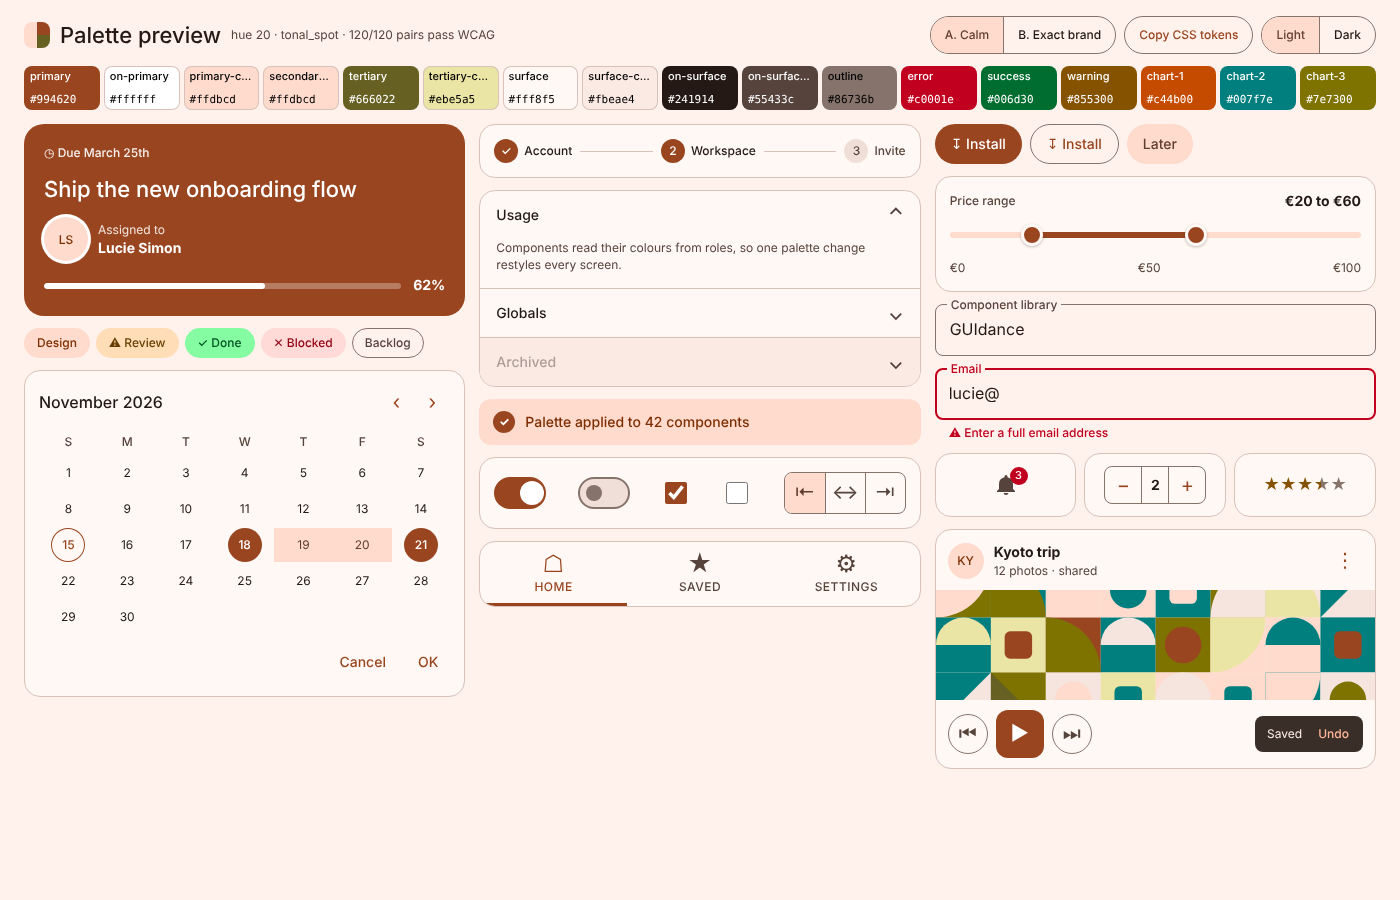 Palette preview
hue 20 · tonal_spot · 120/120 pairs pass WCAG
A. Calm
B. Exact brand
Copy CSS tokens
Light
Dark
primary
#994620
on-primary
#ffffff
primary-c...
#ffdbcd
secondar...
#ffdbcd
tertiary
#666022
tertiary-c...
#ebe5a5
surface
#fff8f5
surface-c...
#fbeae4
on-surface
#241914
on-surfac...
#55433c
outline
#86736b
error
#c0001e
success
#006d30
warning
#855300
chart-1
#c44b00
chart-2
#007f7e
chart-3
#7e7300
Due March 25th
Ship the new onboarding flow
LS
Assigned to
Lucie Simon
62%
Design
Review
Done
Blocked
Backlog
November 2026
S M T W T F S
1 2 3 4 5 6 7
8 9 10 11 12 13 14
15 16 17 18 19 20 21
22 23 24 25 26 27 28
29 30
Cancel
OK
Account
2 Workspace
3 Invite
Usage
Components read their colours from roles, so one palette change
restyles every screen.
Globals
Archived
Palette applied to 42 components
HOME
SAVED
SETTINGS
Install
Install
Later
Price range
€20 to €60
€0
€50
€100
Component library
GUIdance
Email
lucie@
Enter a full email address
3
2
KY
Kyoto trip
12 photos · shared
Saved
Undo